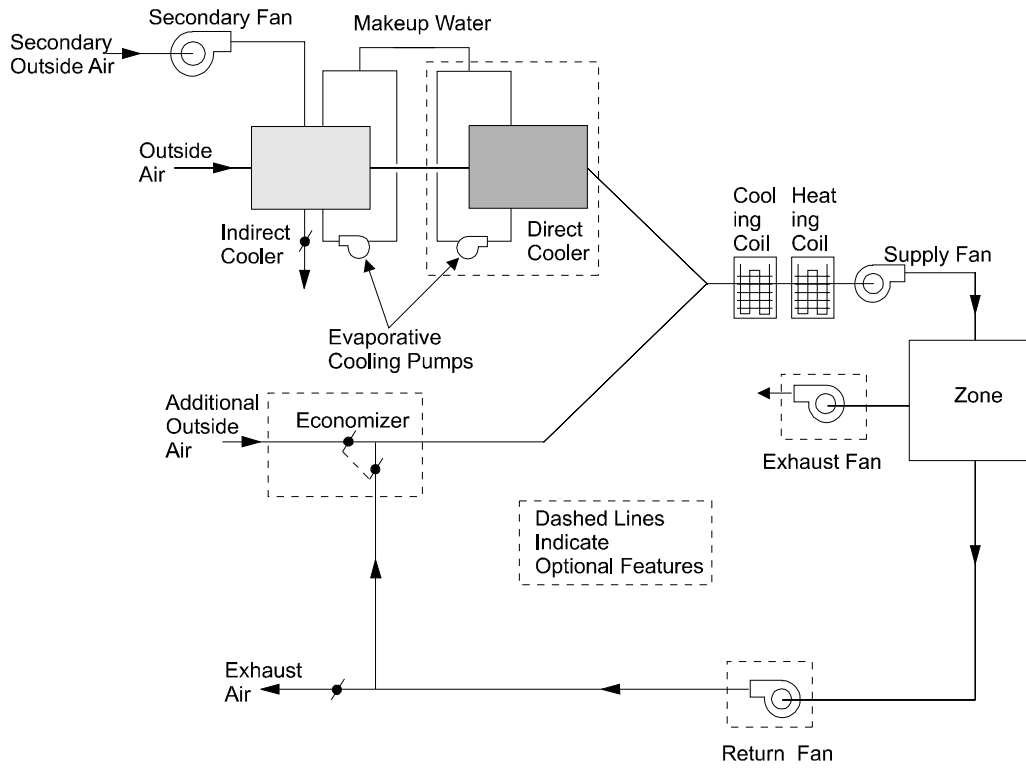 Secondary Fan
Makeup Water
Secondary
Outside Air
Outside
Air
Indirect
Cooler
Direct
Cooler
Evaporative
Cooling Pumps
Cool
ing
Coil
Heat
ing
Coil
Supply Fan
Zone
Exhaust Fan
Additional
Outside
Air
Economizer
Dashed Lines
Indicate
Optional Features
Exhaust
Air
Return Fan